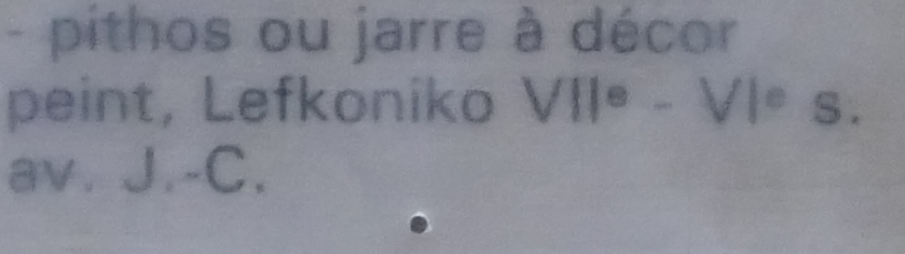 - pithos ou jarre à décor
peint, Lefkoniko VIIᵉ - VIᵉ s.
av. J.-C.